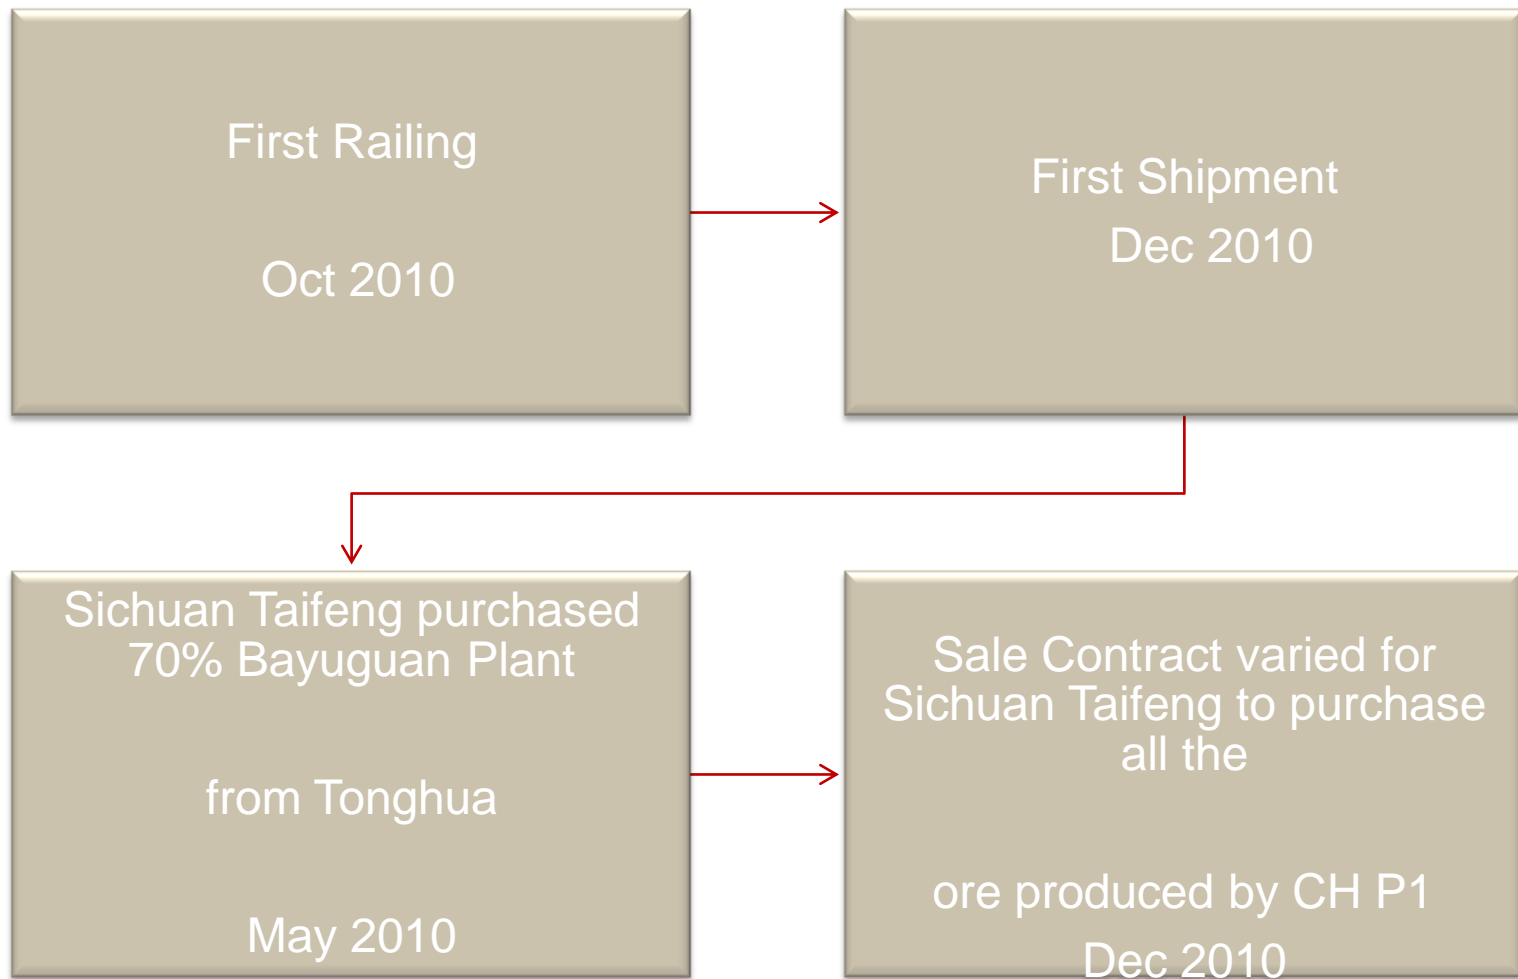 First Railing
Oct 2010
First Shipment
Dec 2010
Sichuan Taifeng purchased
70% Bayuguan Plant
from Tonghua
May 2010
Sale Contract varied for
Sichuan Taifeng to purchase
all the
ore produced by CH P1
Dec 2010